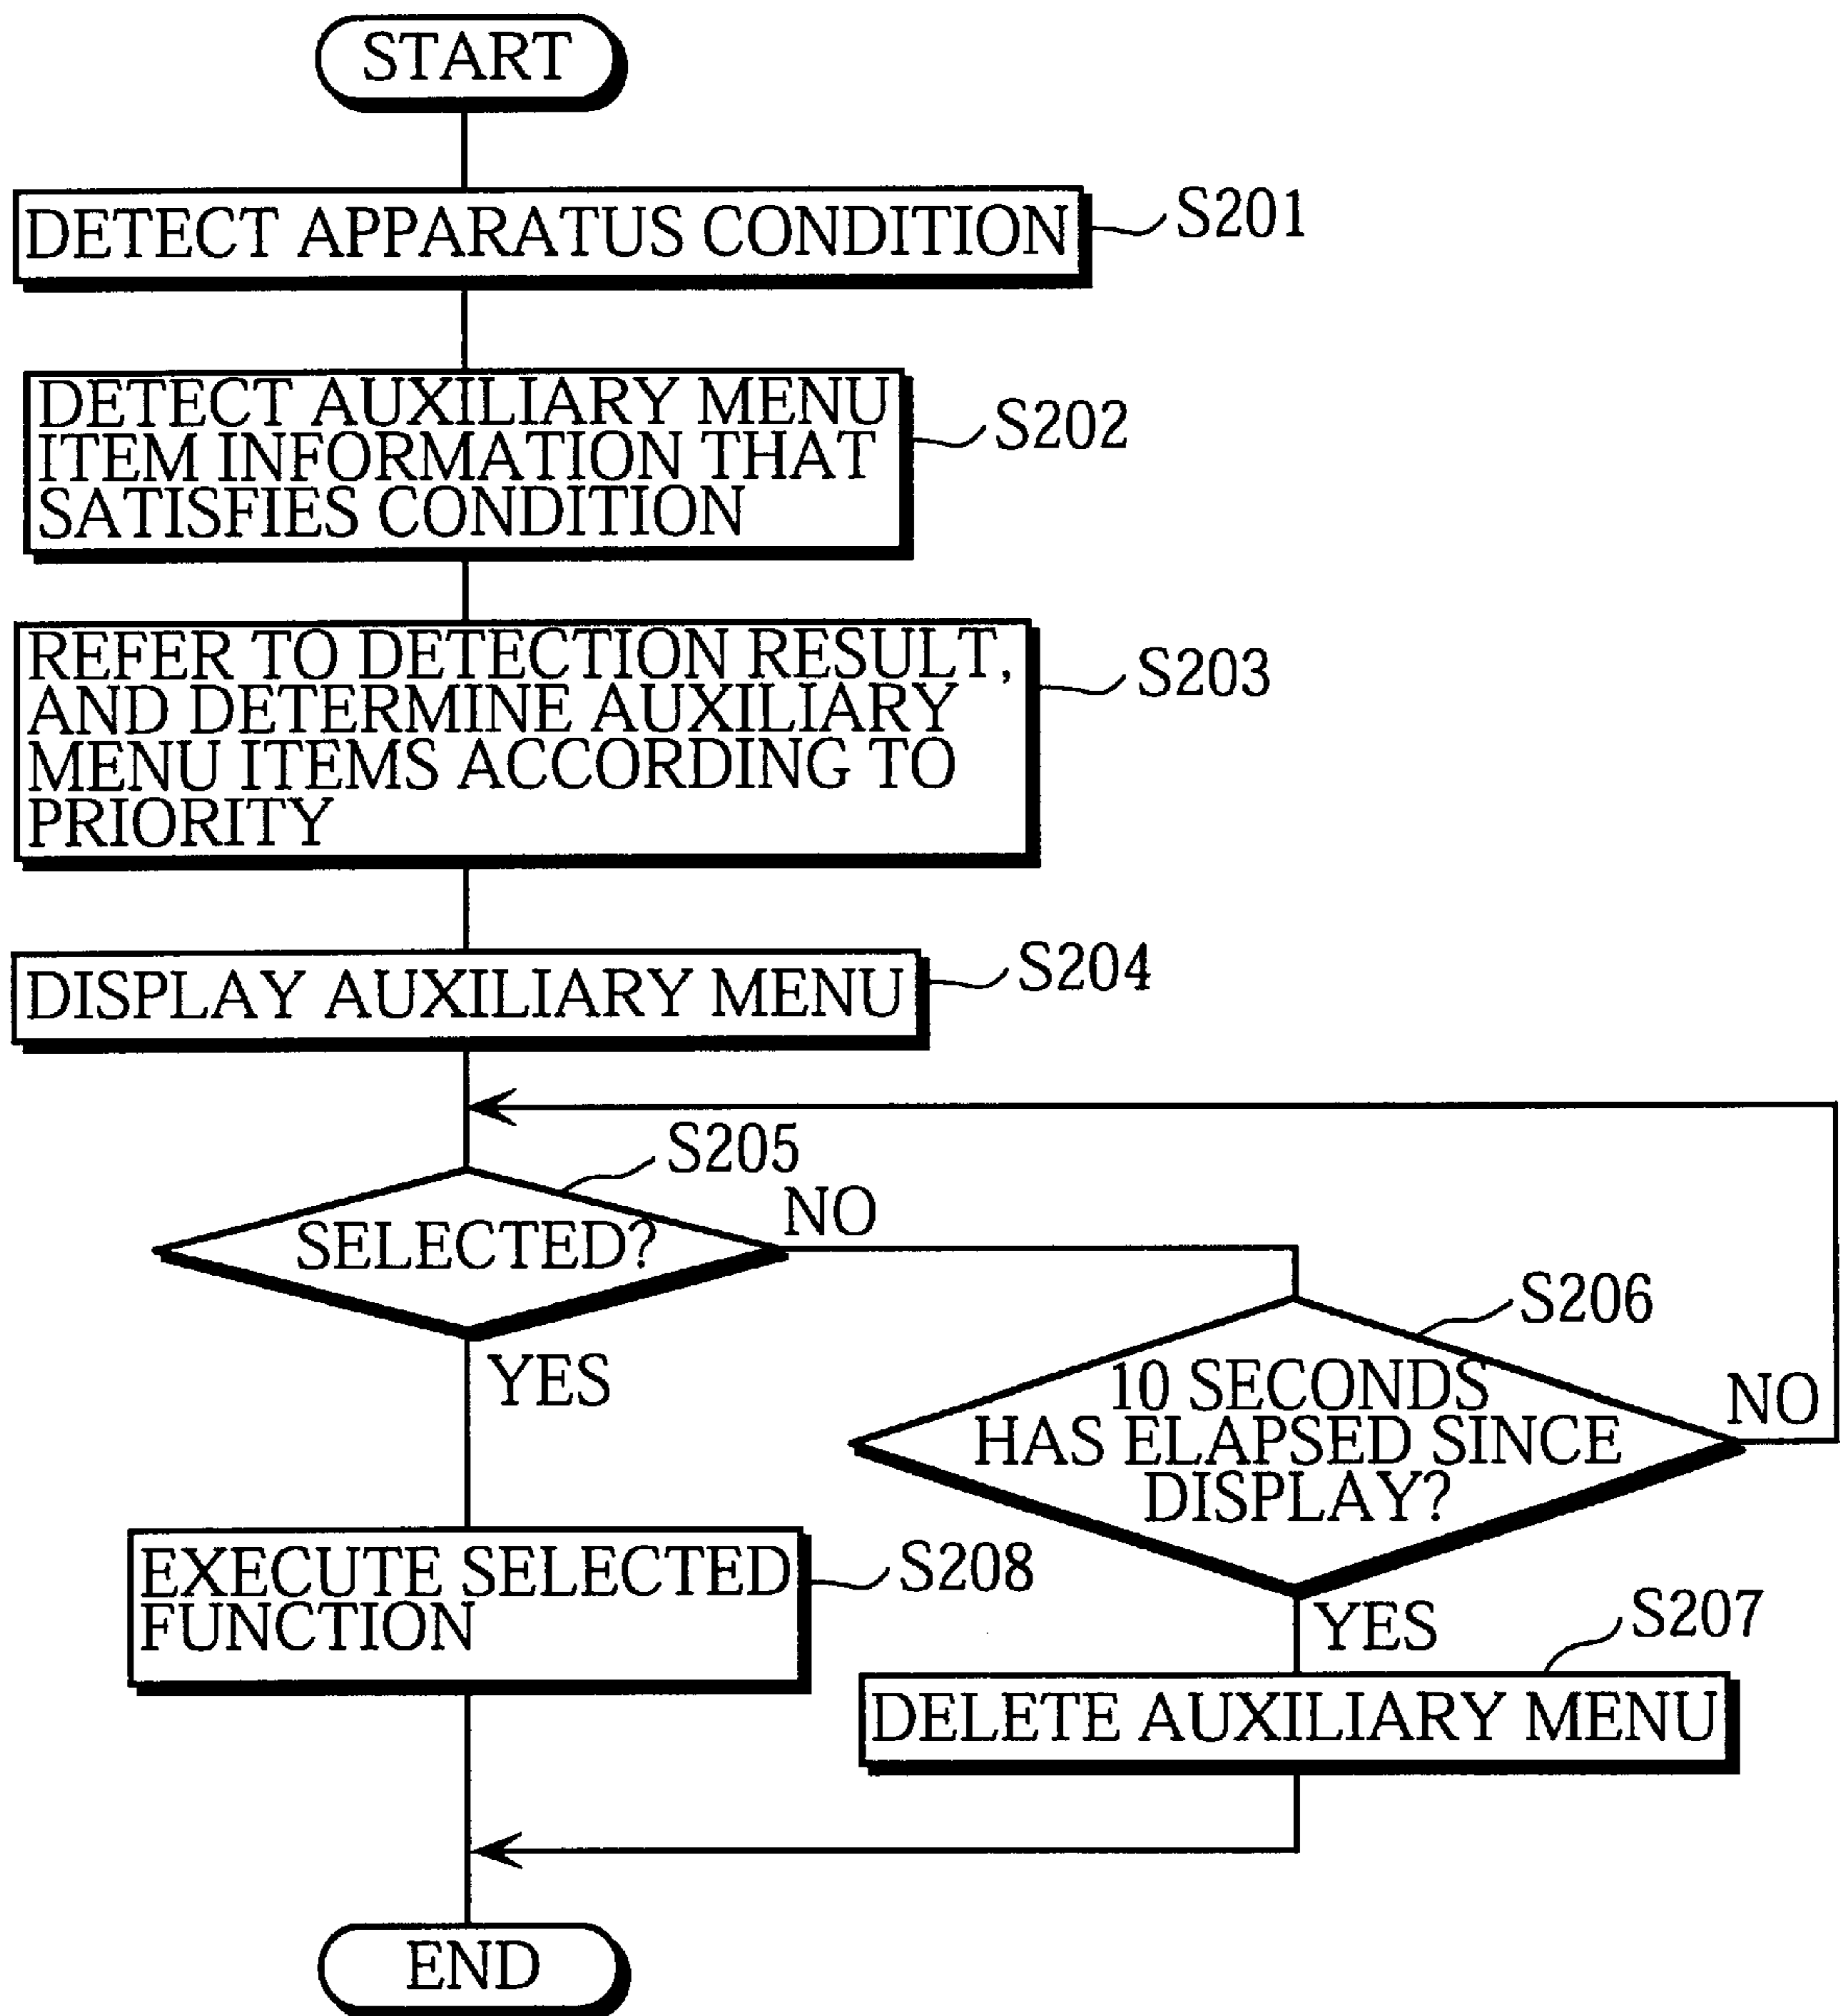 START
DETECT APPARATUS CONDITION
S201
DETECT AUXILIARY MENU
ITEM INFORMATION THAT
SATISFIES CONDITION
S202
REFER TO DETECTION RESULT,
AND DETERMINE AUXILIARY
MENU ITEMS ACCORDING TO
PRIORITY
S203
DISPLAY AUXILIARY MENU
S204
S205
SELECTED?
NO
YES
S206
10 SECONDS
HAS ELAPSED SINCE
DISPLAY?
NO
YES
EXECUTE SELECTED
FUNCTION
S208
S207
DELETE AUXILIARY MENU
END